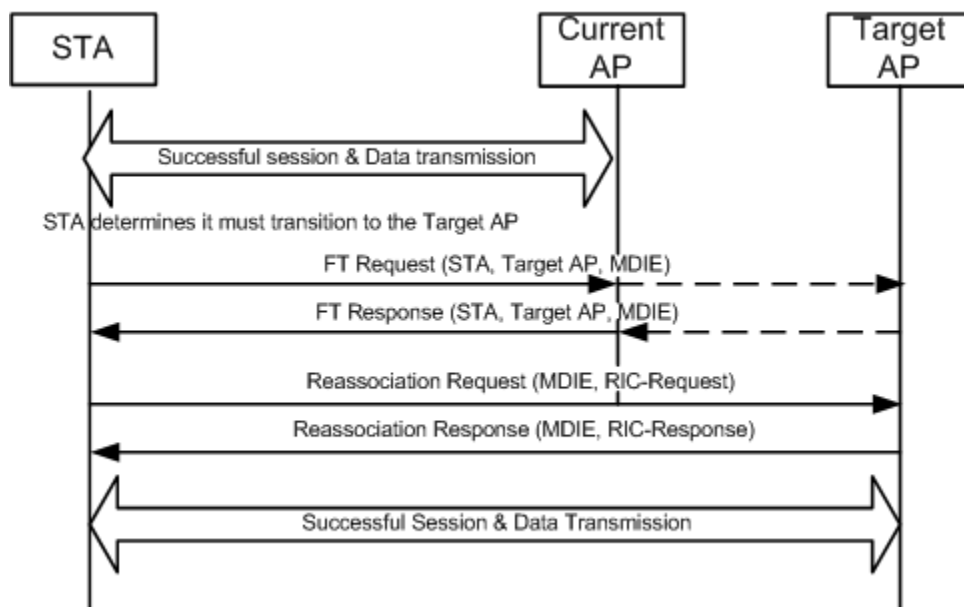 STA
Current
AP
Target
AP
Successful session & Data transmission
STA determines it must transition to the Target AP
FT Request (STA, Target AP, MDIE)
FT Response (STA, Target AP, MDIE)
Reassociation Request (MDIE, RIC-Request)
Reassociation Response (MDIE, RIC-Response)
Successful Session & Data Transmission